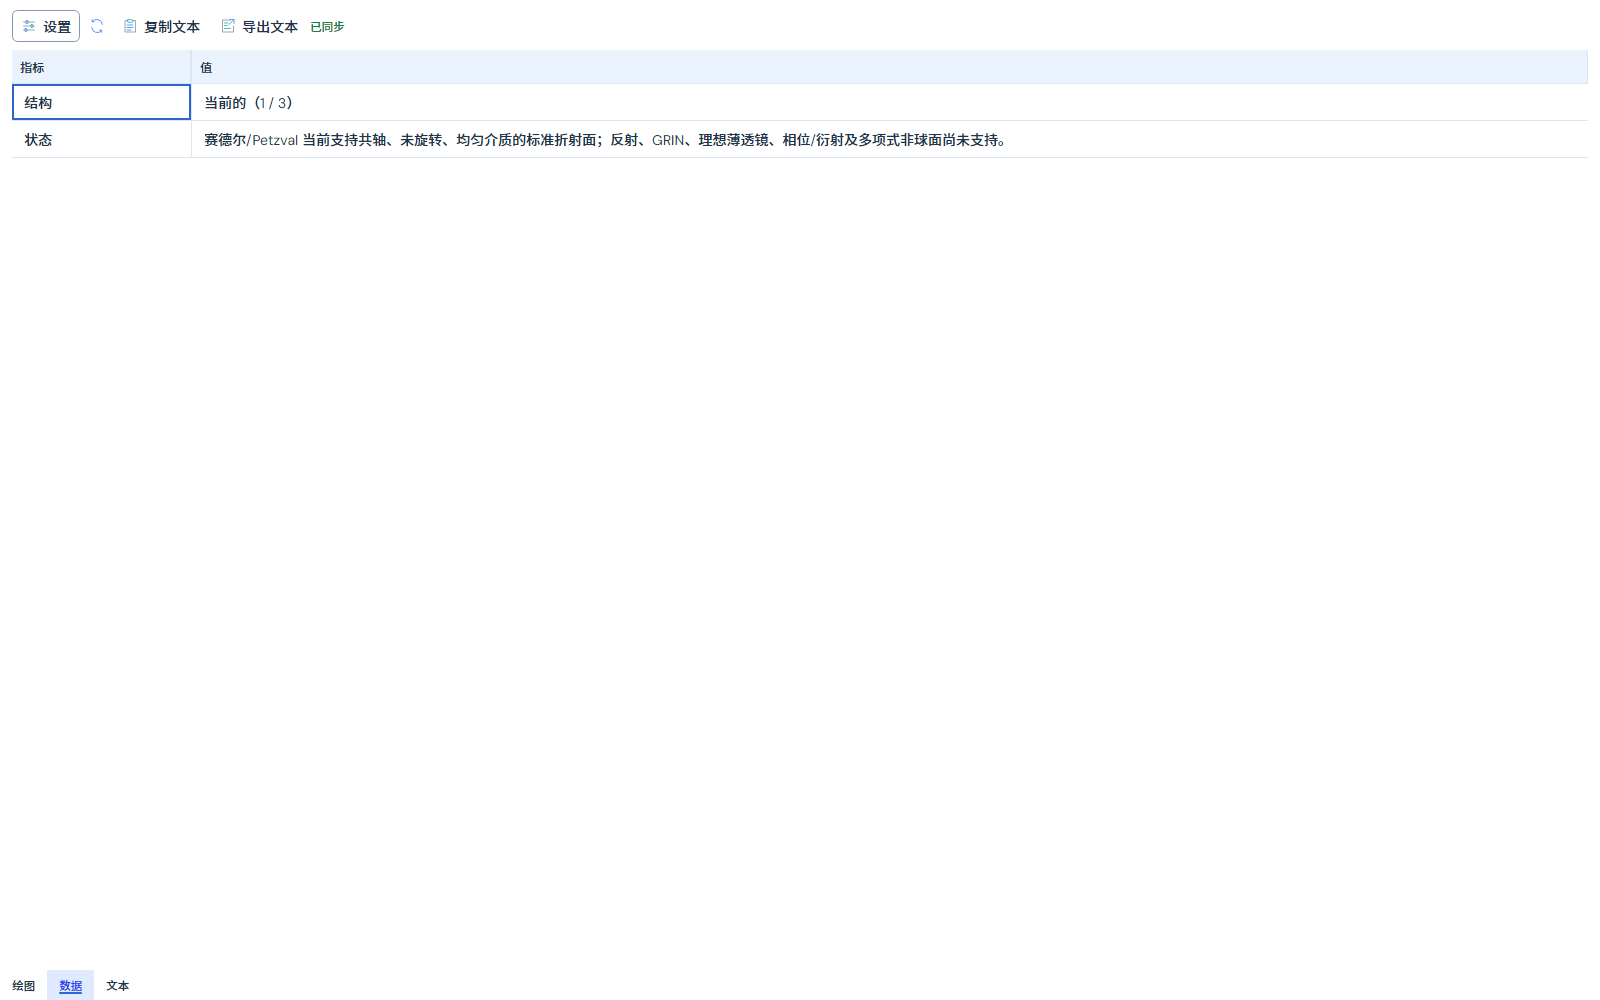 设置 复制文本 导出文本 已同步
指标 值
结构 当前的（1 / 3）
状态 赛德尔/Petzval 当前支持共轴、未旋转、均匀介质的标准折射面；反射、GRIN、理想薄透镜、相位/衍射及多项式非球面尚未支持。
绘图 数据 文本